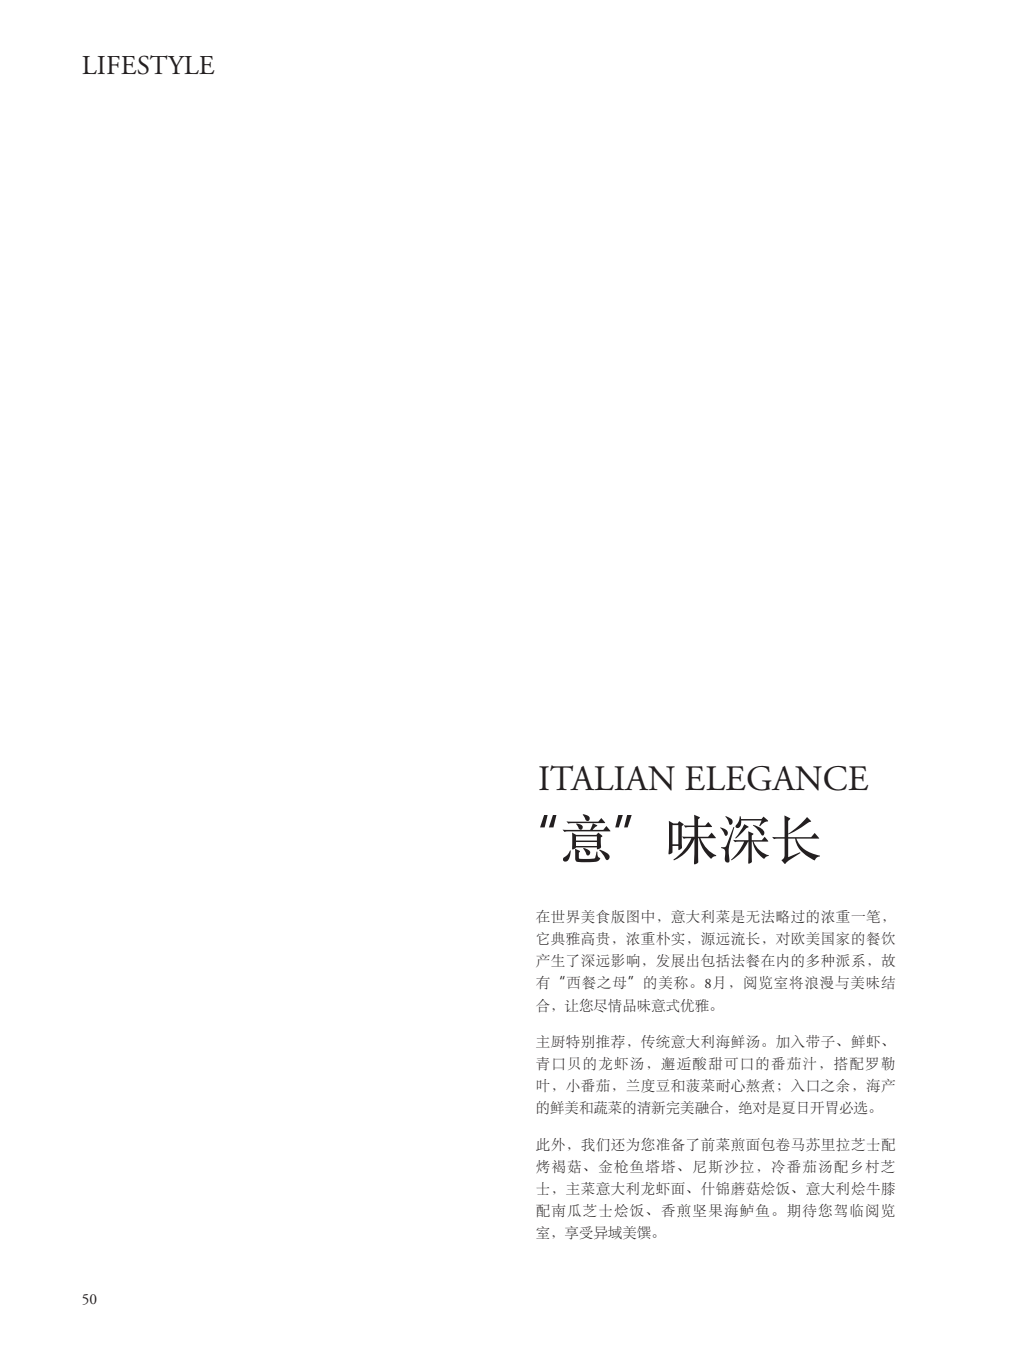 LIFESTYLE
ITALIAN ELEGANCE
“意”味深长
在世界美食版图中，意大利菜是无法略过的浓重一笔，
它典雅高贵，浓重朴实，源远流长，对欧美国家的餐饮
产生了深远影响，发展出包括法餐在内的多种派系，故
有“西餐之母”的美称。8月，阅览室将浪漫与美味结
合，让您尽情品味意式优雅。
主厨特别推荐，传统意大利海鲜汤。加入带子、鲜虾、
青口贝的龙虾汤，邂逅酸甜可口的番茄汁，搭配罗勒
叶，小番茄，兰度豆和菠菜耐心熬煮；入口之余，海产
的鲜美和蔬菜的清新完美融合，绝对是夏日开胃必选。
此外，我们还为您准备了前菜煎面包卷马苏里拉芝士配
烤褐菇、金枪鱼塔塔、尼斯沙拉，冷番茄汤配乡村芝
士，主菜意大利龙虾面、什锦蘑菇烩饭、意大利烩牛膝
配南瓜芝士烩饭、香煎坚果海鲈鱼。期待您驾临阅览
室，享受异域美馔。
50